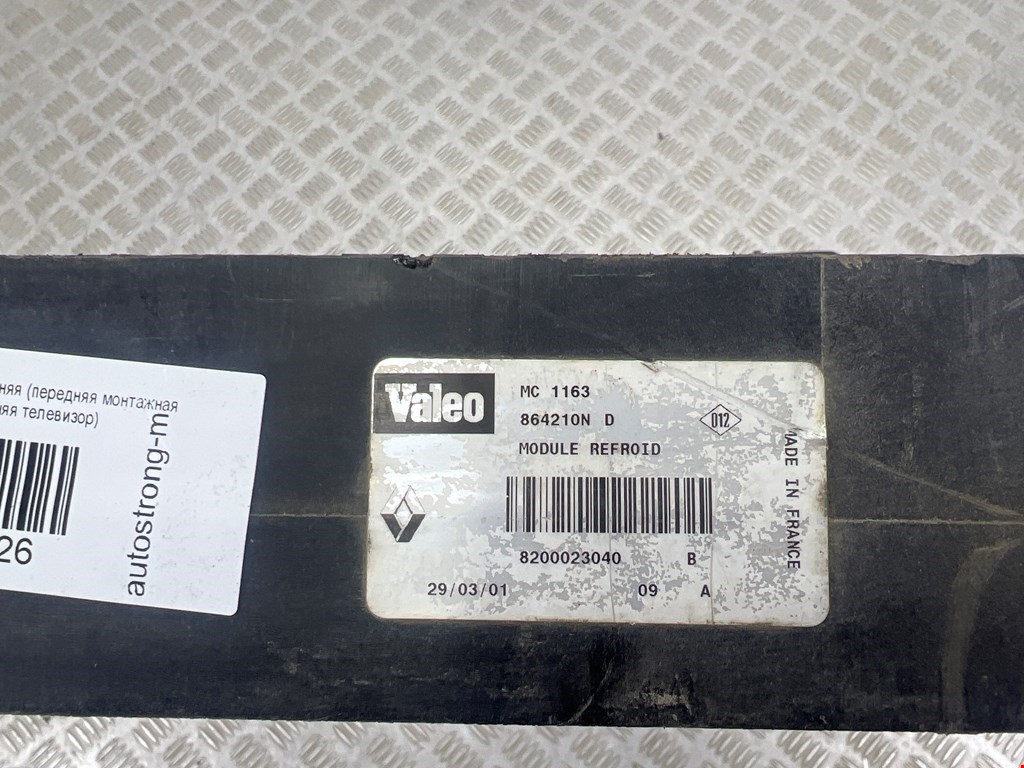 няя (передняя монтажная
няя телевизор)
26
autostrong-m
Valeo
MC 1163
864210N D
012
MODULE REFROID
MADE IN FRANCE
8200023040 B
29/03/01 09 A